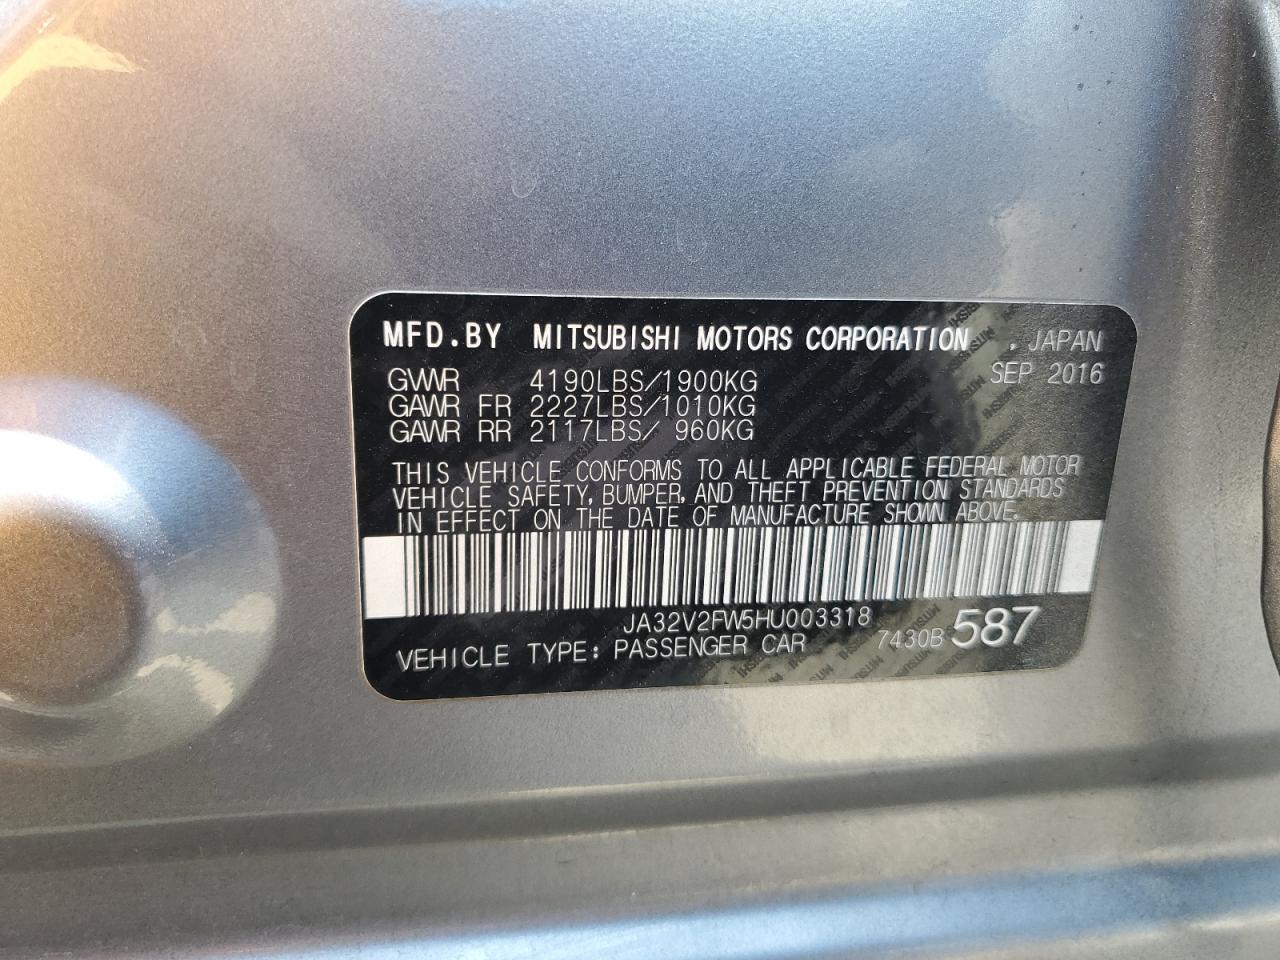 MFD.BY MITSUBISHI MOTORS CORPORATION , JAPAN
SEP 2016
GVWR 4190LBS/1900KG
GAWR FR 2227LBS/1010KG
GAWR RR 2117LBS/ 960KG
THIS VEHICLE CONFORMS TO ALL APPLICABLE FEDERAL MOTOR
VEHICLE SAFETY, BUMPER, AND THEFT PREVENTION STANDARDS
IN EFFECT ON THE DATE OF MANUFACTURE SHOWN ABOVE.
JA32V2FW5HU003318
VEHICLE TYPE: PASSENGER CAR 7430B 587